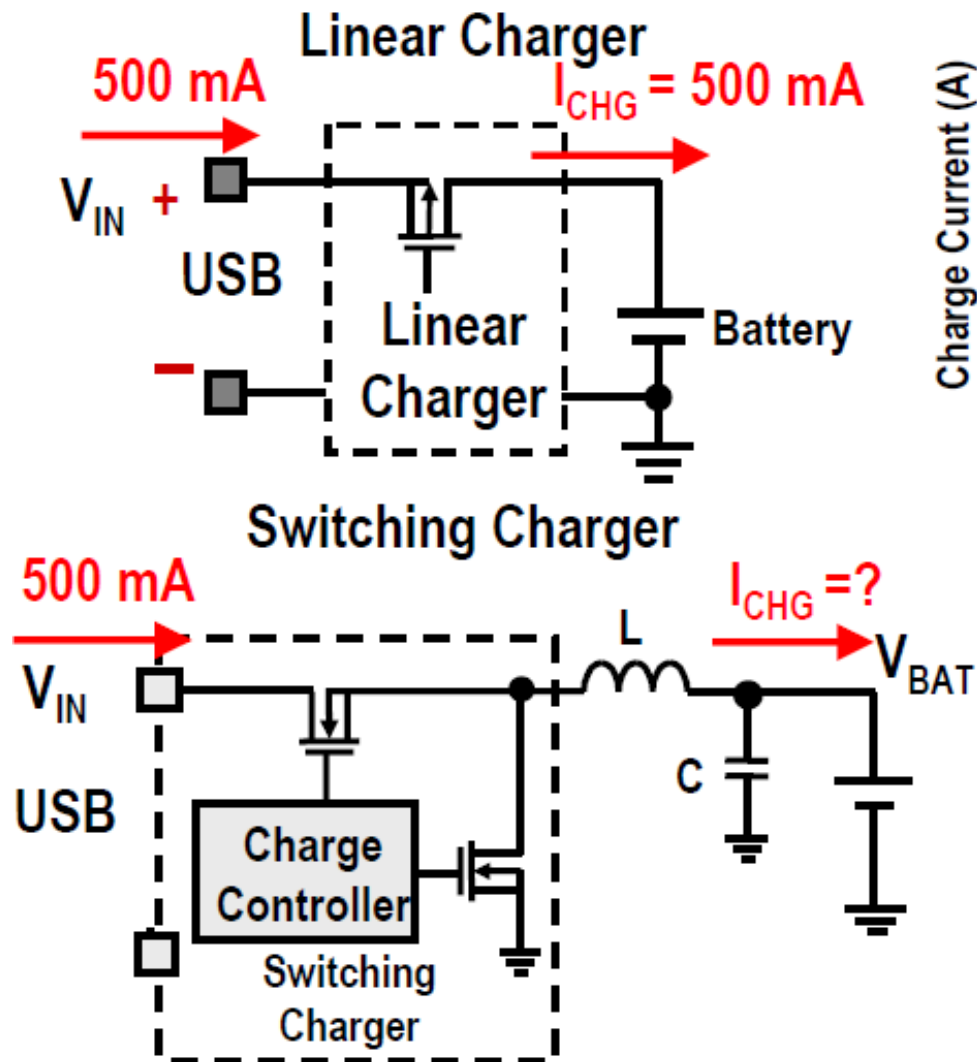 Linear Charger
500 mA
I_CHG = 500 mA
V_IN +
USB
−
Linear
Charger
Battery
Charge Current (A)
Switching Charger
500 mA
I_CHG =?
L
V_IN
V_BAT
USB
C
Charge
Controller
Switching
Charger